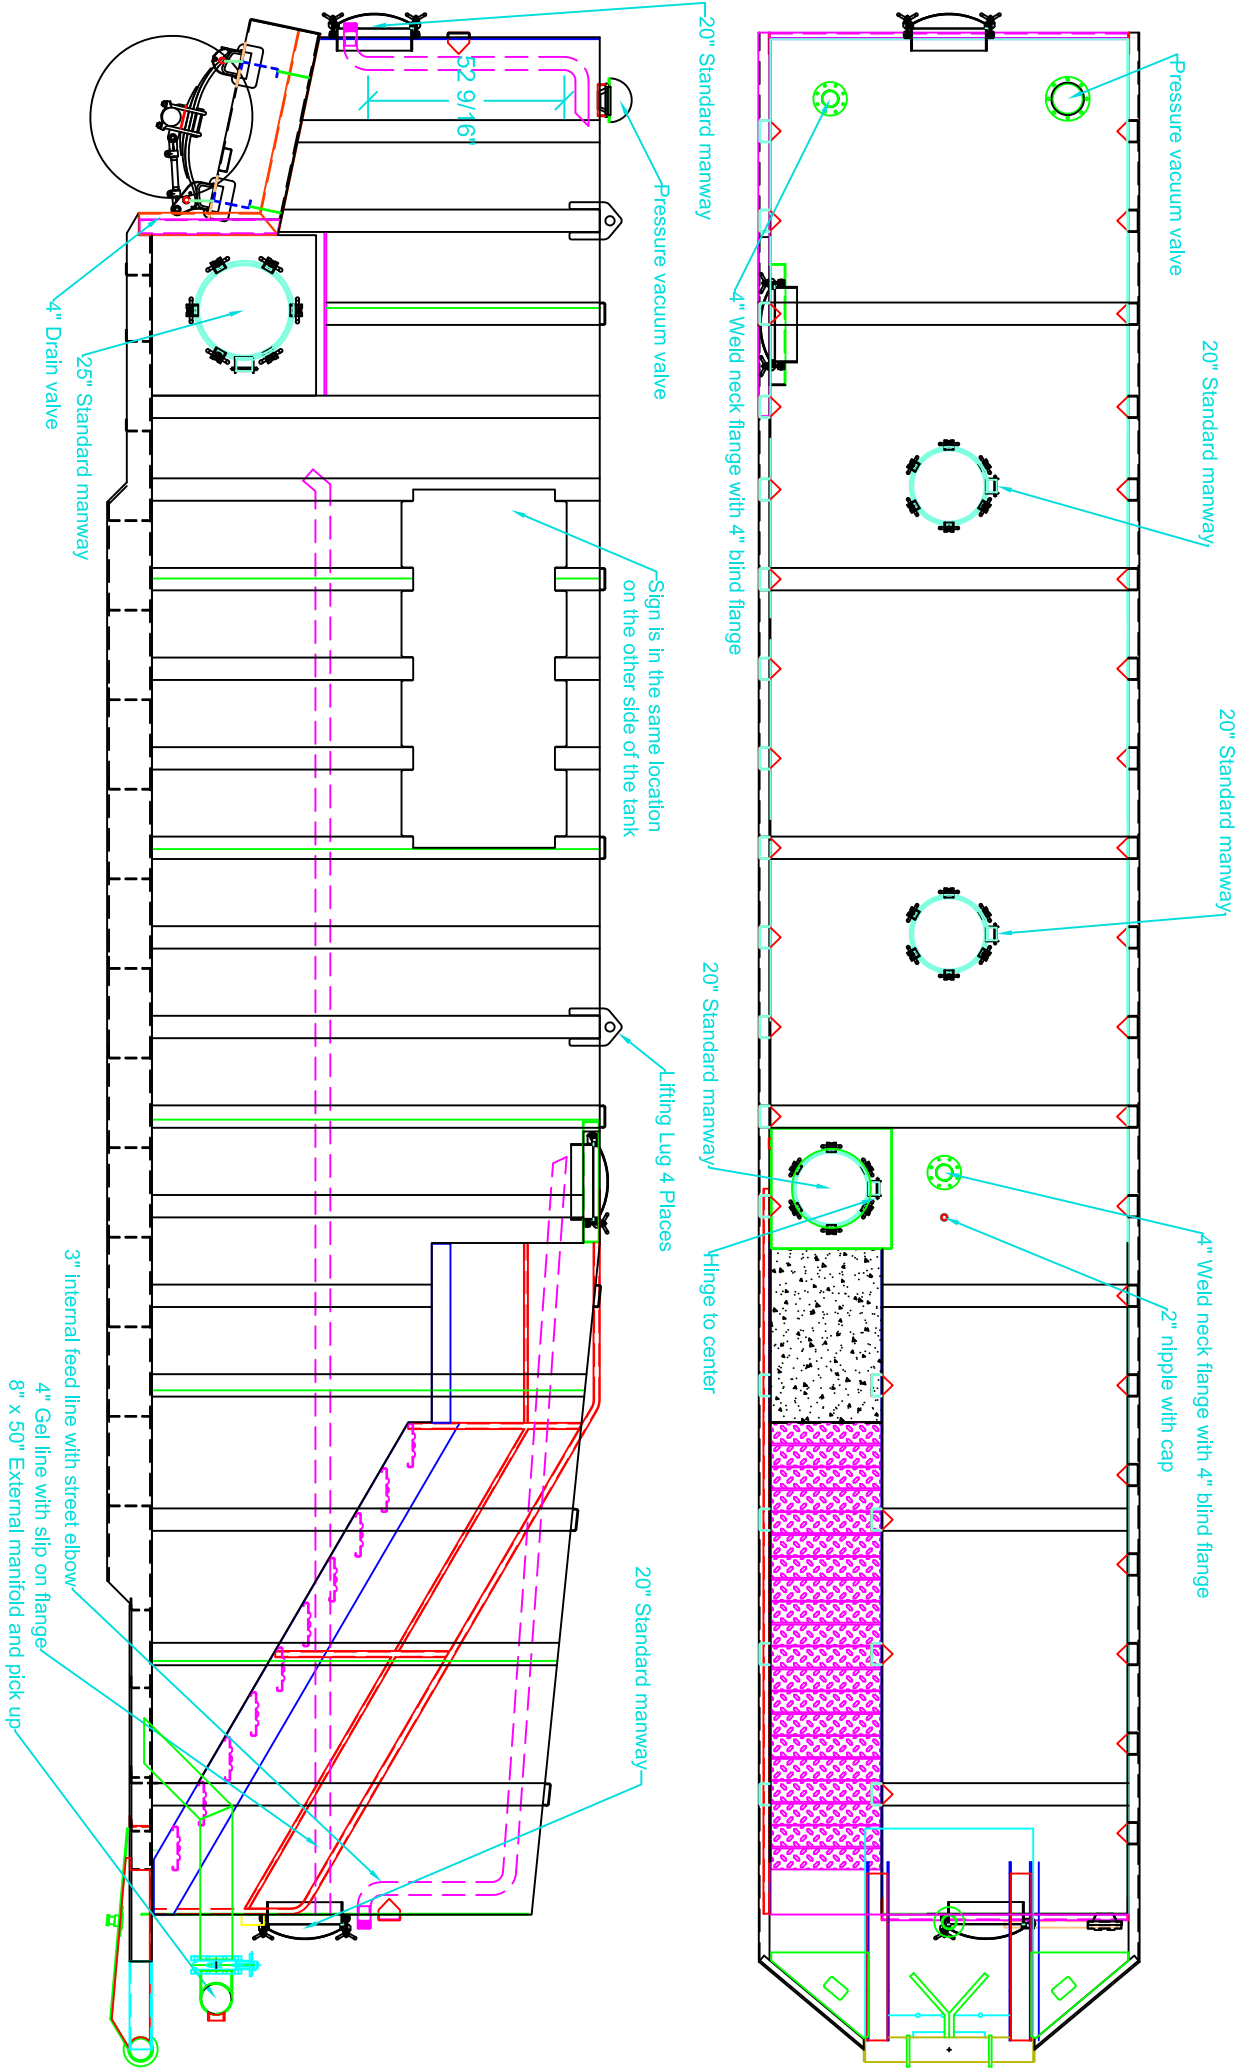 Pressure vacuum valve
20" Standard manway
20" Standard manway
4" Weld neck flange with 4" blind flange
2" nipple with cap
4" Weld neck flange with 4" blind flange
20" Standard manway
Hinge to center
20" Standard manway
52 9/16"
Pressure vacuum valve
Sign is in the same location
on the other side of the tank
Lifting Lug 4 Places
20" Standard manway
25" Standard manway
4" Drain valve
3" internal feed line with street elbow
4" Gel line with slip on flange
8" x 50" External manifold and pick up